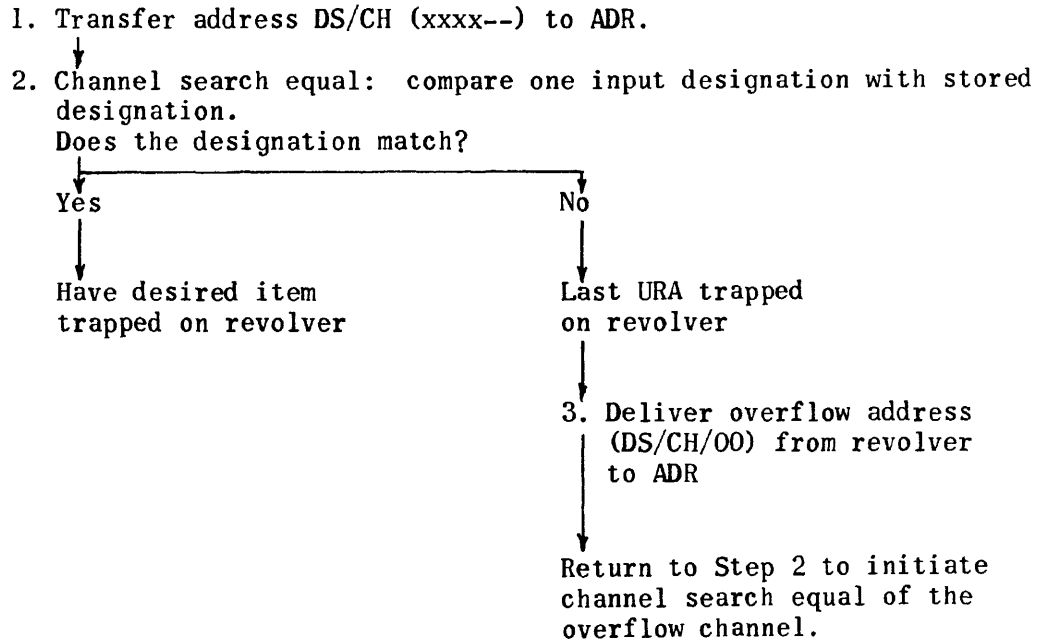 1. Transfer address DS/CH (xxxx--) to ADR.
2. Channel search equal: compare one input designation with stored
designation.
Does the designation match?
Yes
No
Have desired item
trapped on revolver
Last URA trapped
on revolver
3. Deliver overflow address
(DS/CH/00) from revolver
to ADR
Return to Step 2 to initiate
channel search equal of the
overflow channel.